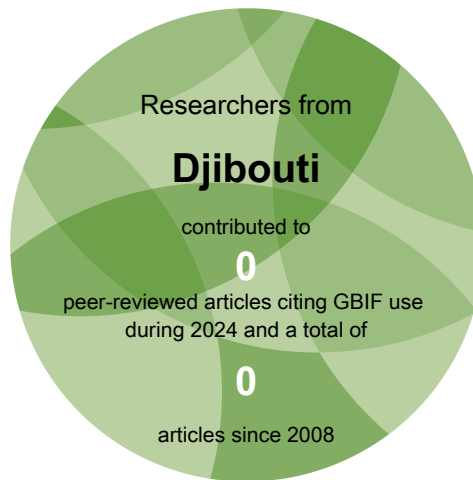 Researchers from
Djibouti
contributed to
0
peer-reviewed articles citing GBIF use
during 2024 and a total of
0
articles since 2008